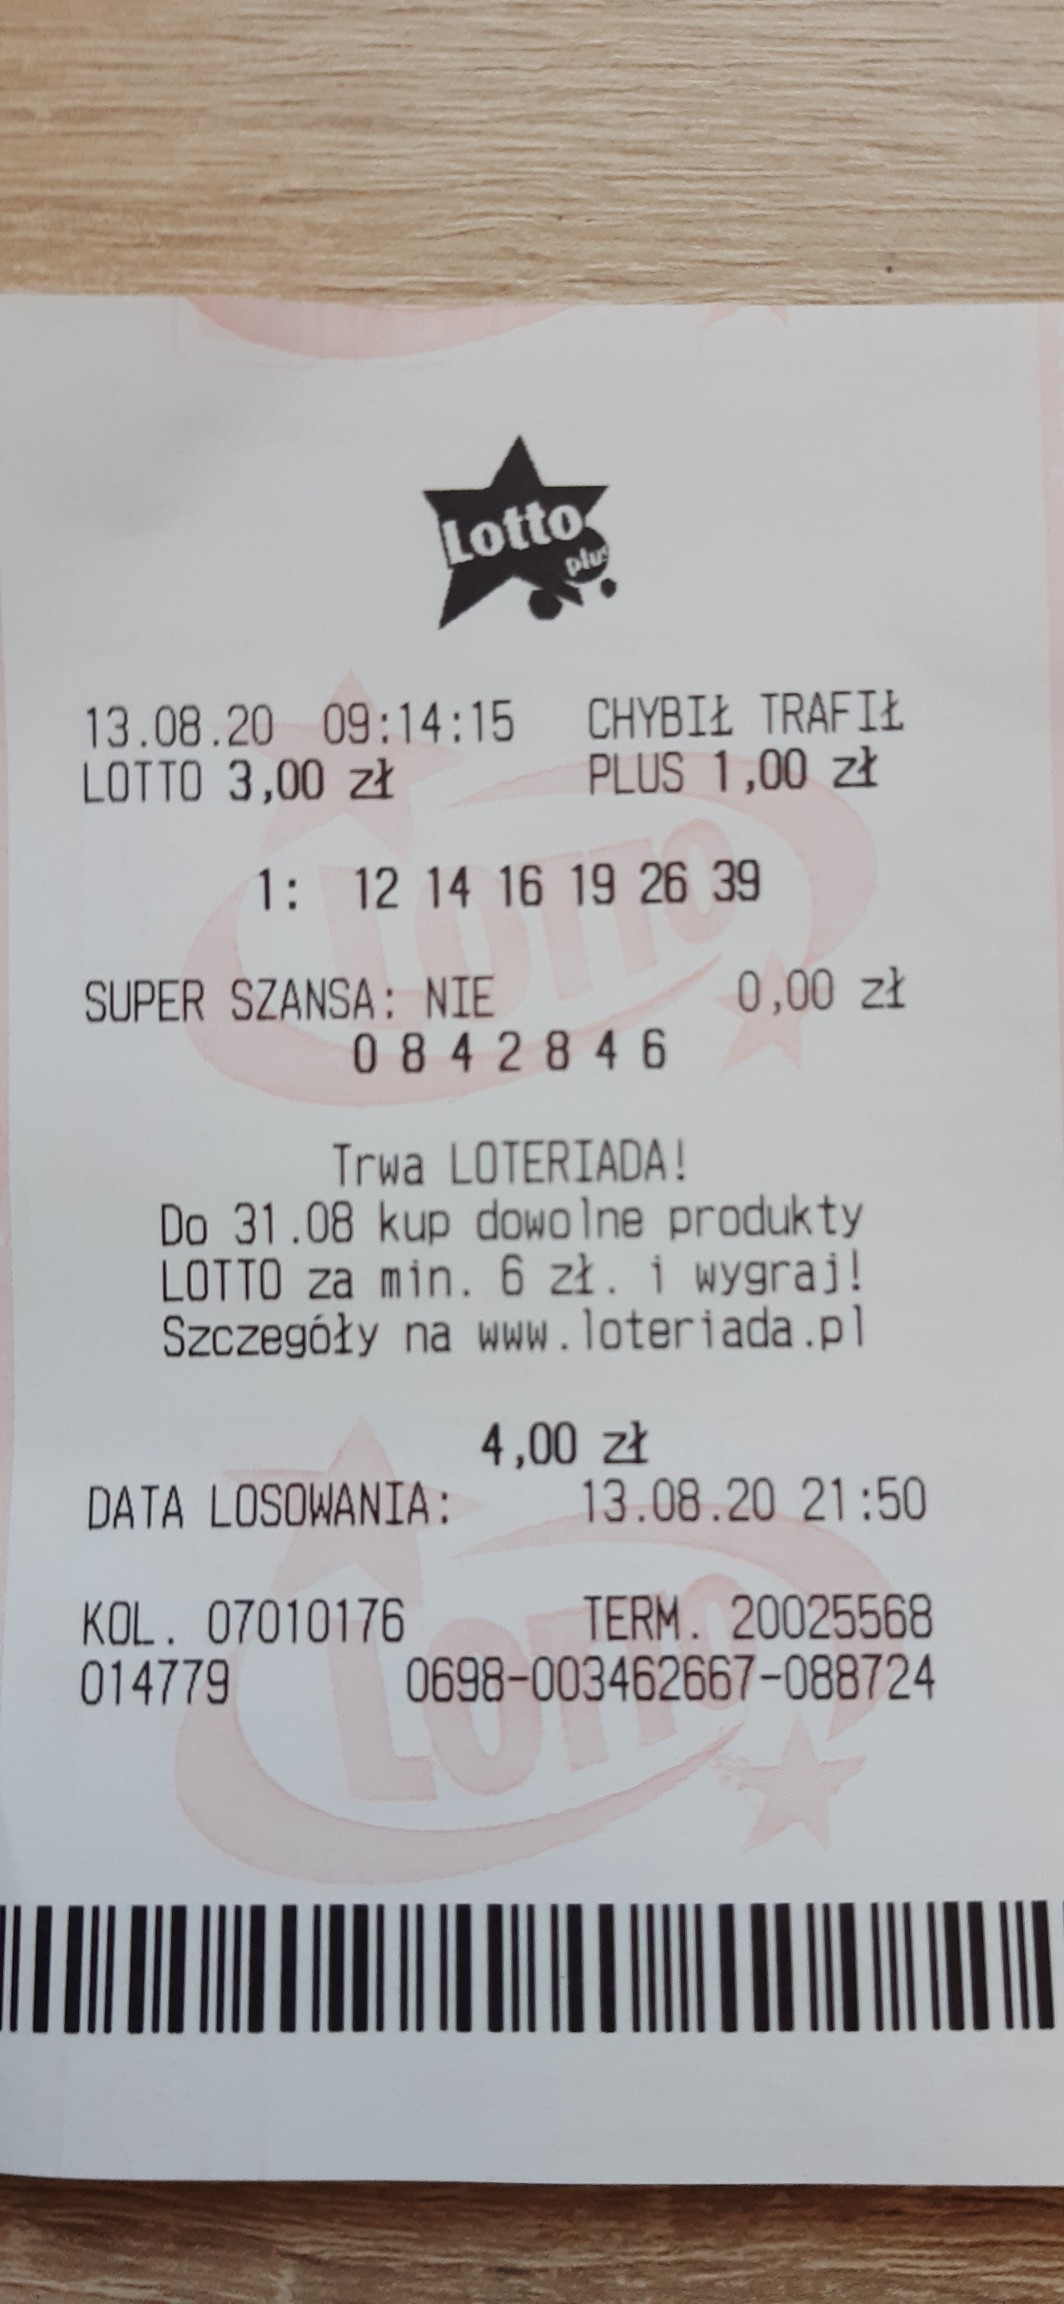 Lotto
plus
13.08.20 09:14:15 CHYBIŁ TRAFIŁ
LOTTO 3,00 zł PLUS 1,00 zł
1: 12 14 16 19 26 39
SUPER SZANSA: NIE 0,00 zł
0 8 4 2 8 4 6
Trwa LOTERIADA!
Do 31.08 kup dowolne produkty
LOTTO za min. 6 zł. i wygraj!
Szczegóły na www.loteriada.pl
4,00 zł
DATA LOSOWANIA: 13.08.20 21:50
KOL. 07010176 TERM. 20025568
014779 0698-003462667-088724
LOTTO
LOTTO